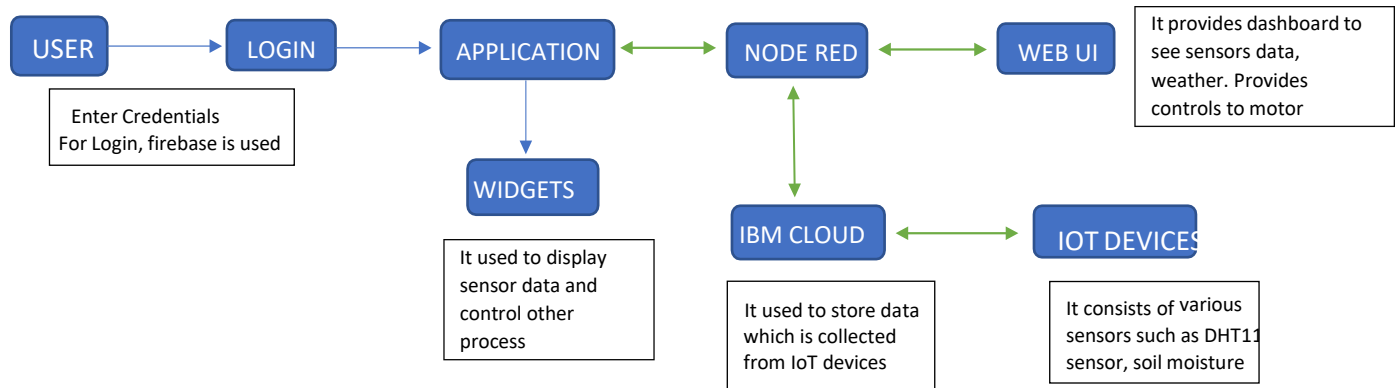 USER
LOGIN
APPLICATION
NODE RED
WEB UI
It provides dashboard to
see sensors data,
weather. Provides
controls to motor
Enter Credentials
For Login, firebase is used
WIDGETS
IBM CLOUD
IOT DEVICES
It used to display
sensor data and
control other
process
It used to store data
which is collected
from IoT devices
It consists of various
sensors such as DHT11
sensor, soil moisture